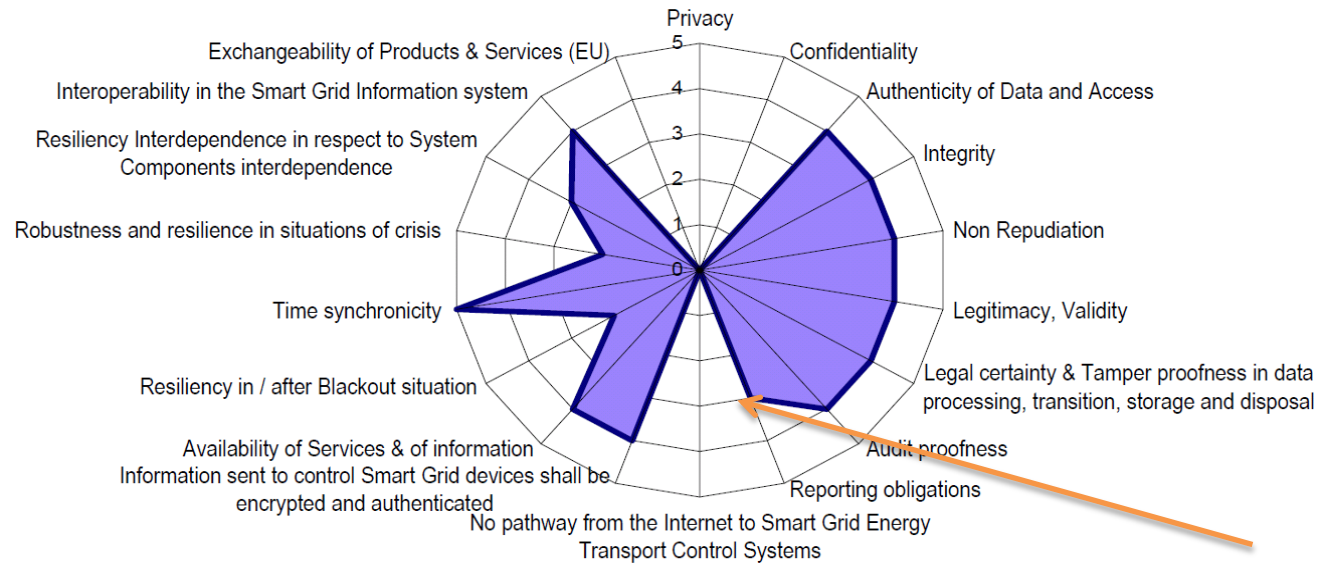 Privacy
5
4
3
2
1
0
Confidentiality
Authenticity of Data and Access
Integrity
Non Repudiation
Legitimacy, Validity
Legal certainty & Tamper proofness in data
processing, transition, storage and disposal
Audit proofness
Reporting obligations
No pathway from the Internet to Smart Grid Energy
Transport Control Systems
Information sent to control Smart Grid devices shall be
encrypted and authenticated
Availability of Services & of information
Resiliency in / after Blackout situation
Time synchronicity
Robustness and resilience in situations of crisis
Resiliency Interdependence in respect to System
Components interdependence
Interoperability in the Smart Grid Information system
Exchangeability of Products & Services (EU)